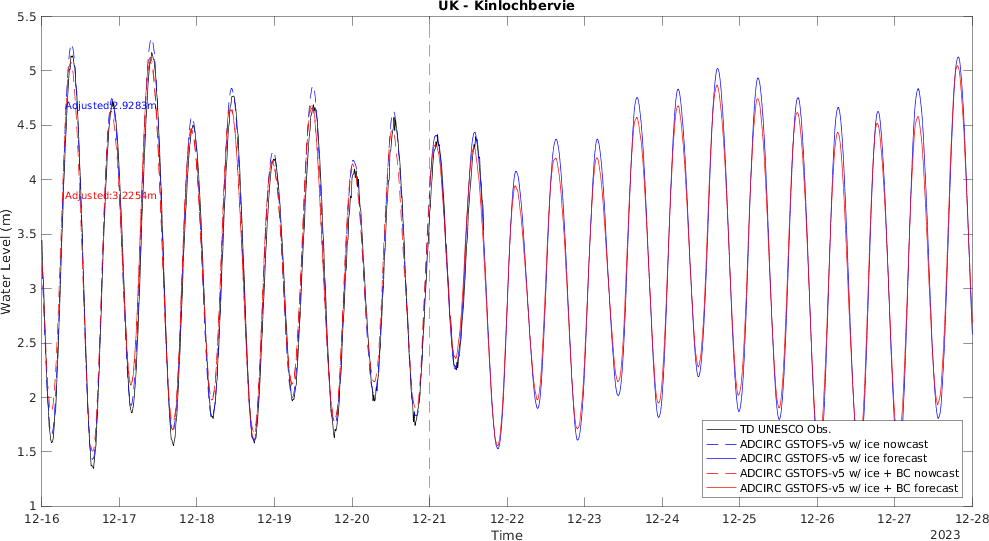 UK - Kinlochbervie
5.5
5
4.5
4
3.5
3
2.5
2
1.5
1
Water Level (m)
Adjusted:2.9283m
Adjusted:3.2254m
TD UNESCO Obs.
ADCIRC GSTOFS-v5 w/ ice nowcast
ADCIRC GSTOFS-v5 w/ ice forecast
ADCIRC GSTOFS-v5 w/ ice + BC nowcast
ADCIRC GSTOFS-v5 w/ ice + BC forecast
12-16 12-17 12-18 12-19 12-20 12-21 12-22 12-23 12-24 12-25 12-26 12-27 12-28
Time
2023